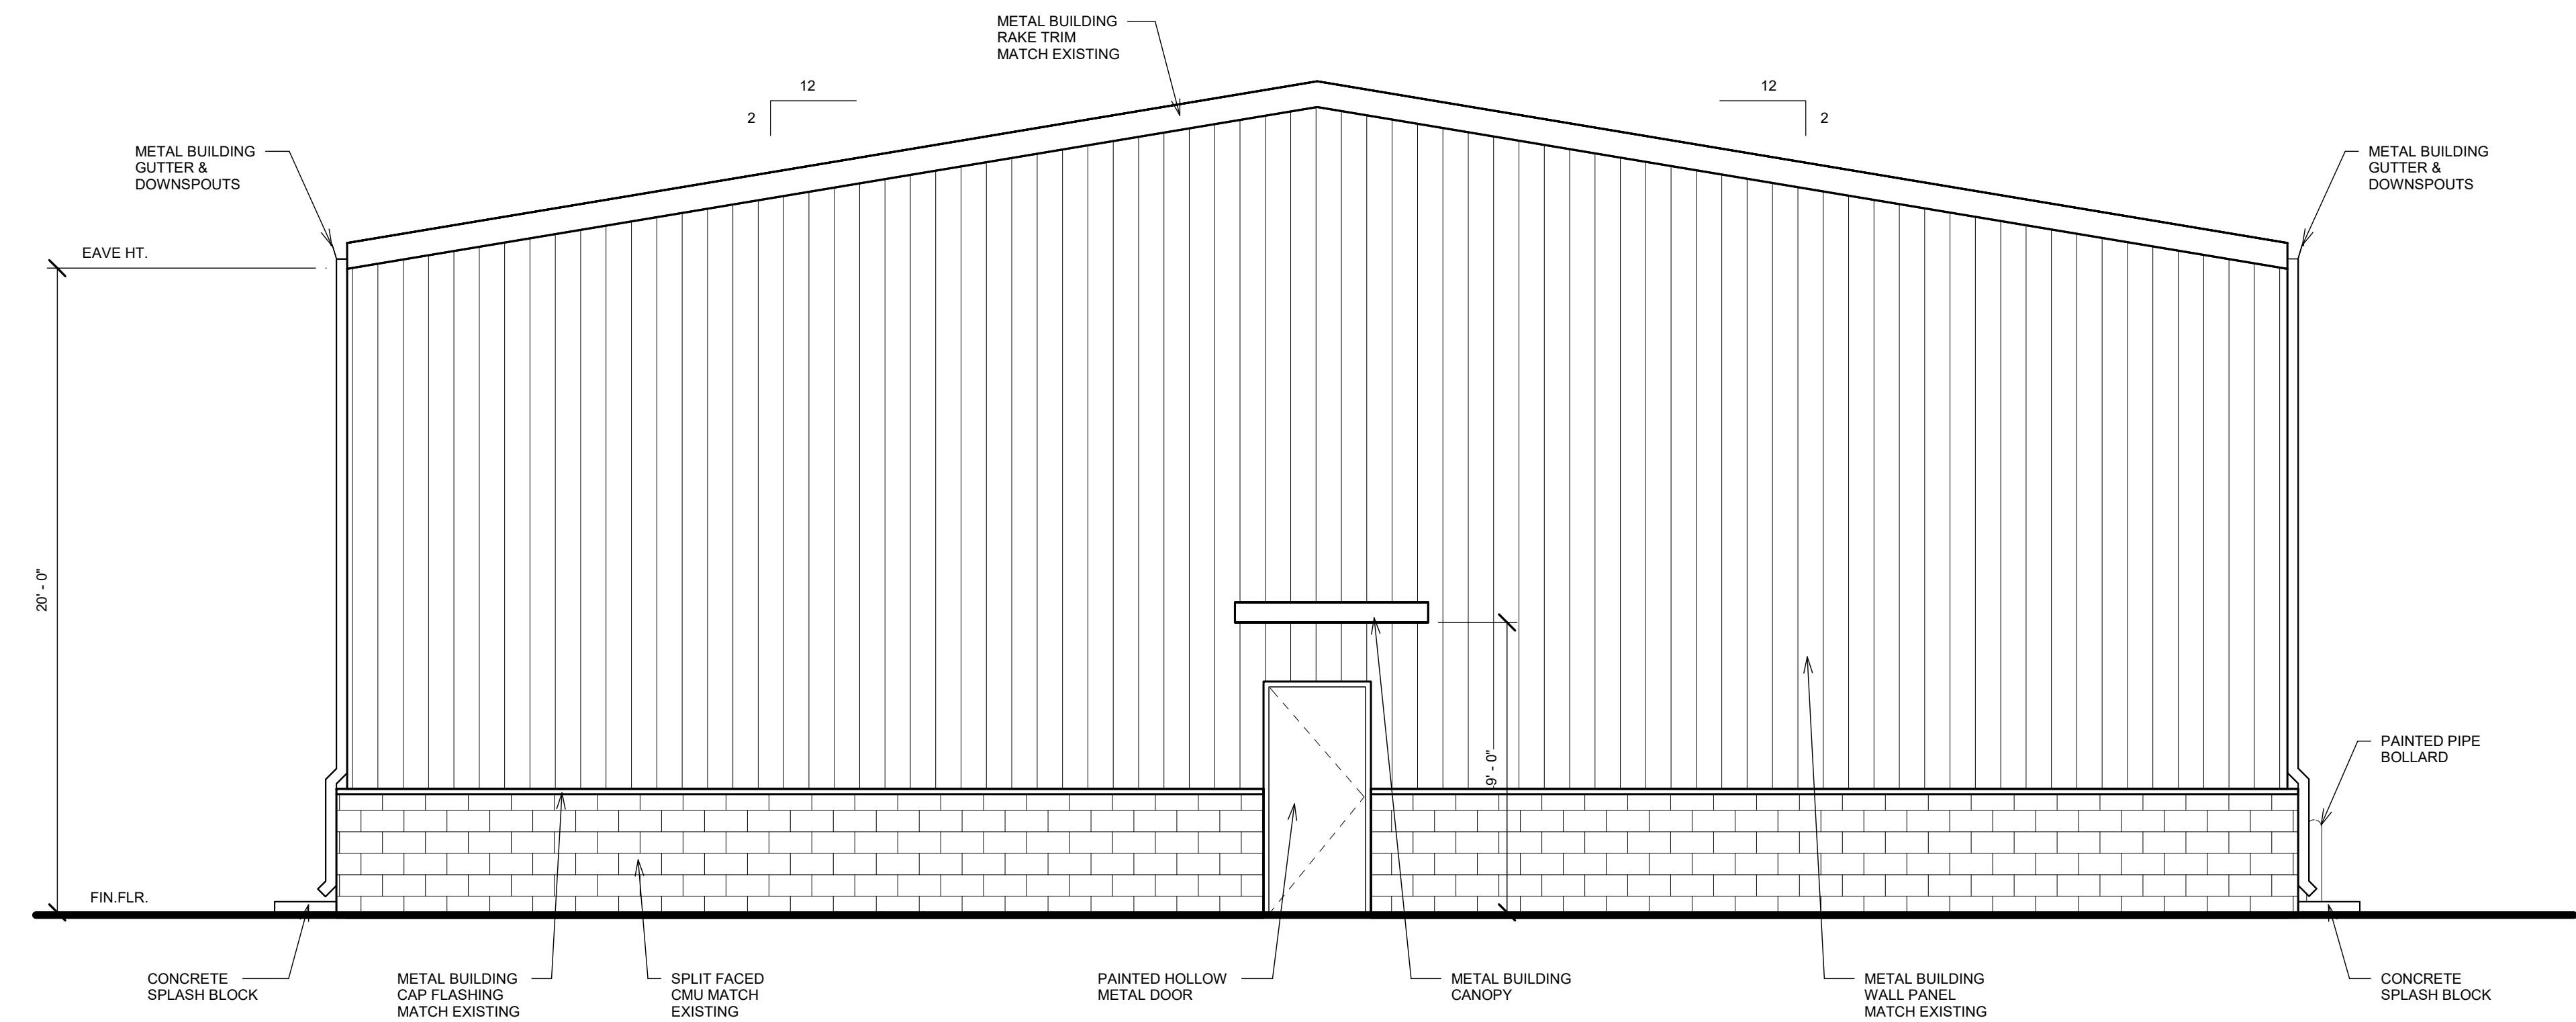 METAL BUILDING
RAKE TRIM
MATCH EXISTING
12
2
12
2
METAL BUILDING
GUTTER &
DOWNSPOUTS
METAL BUILDING
GUTTER &
DOWNSPOUTS
EAVE HT.
20' - 0"
9' - 0"
PAINTED PIPE
BOLLARD
FIN.FLR.
CONCRETE
SPLASH BLOCK
METAL BUILDING
CAP FLASHING
MATCH EXISTING
SPLIT FACED
CMU MATCH
EXISTING
PAINTED HOLLOW
METAL DOOR
METAL BUILDING
CANOPY
METAL BUILDING
WALL PANEL
MATCH EXISTING
CONCRETE
SPLASH BLOCK